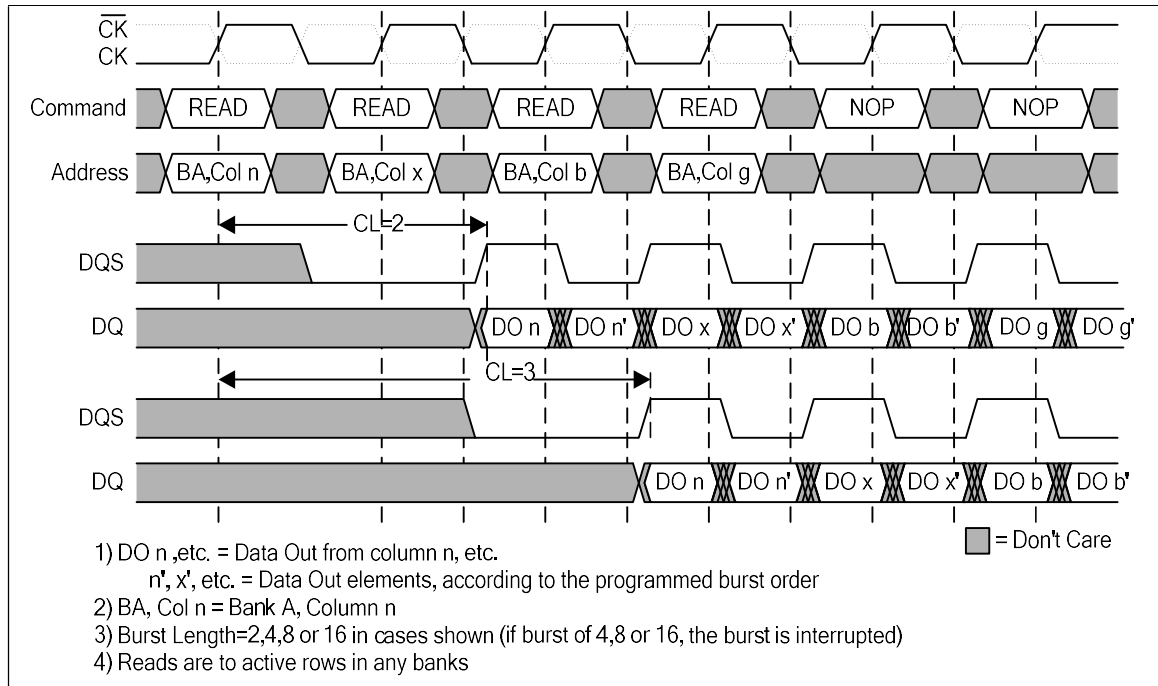 CK
CK
Command READ READ READ READ NOP NOP
Address BA,Col n BA,Col x BA,Col b BA,Col g
CL=2
DQS
DQ DO n DO n' DO x DO x' DO b DO b' DO g DO g'
CL=3
DQS
DQ DO n DO n' DO x DO x' DO b DO b'
= Don't Care
1) DO n ,etc. = Data Out from column n, etc.
n', x', etc. = Data Out elements, according to the programmed burst order
2) BA, Col n = Bank A, Column n
3) Burst Length=2,4,8 or 16 in cases shown (if burst of 4,8 or 16, the burst is interrupted)
4) Reads are to active rows in any banks